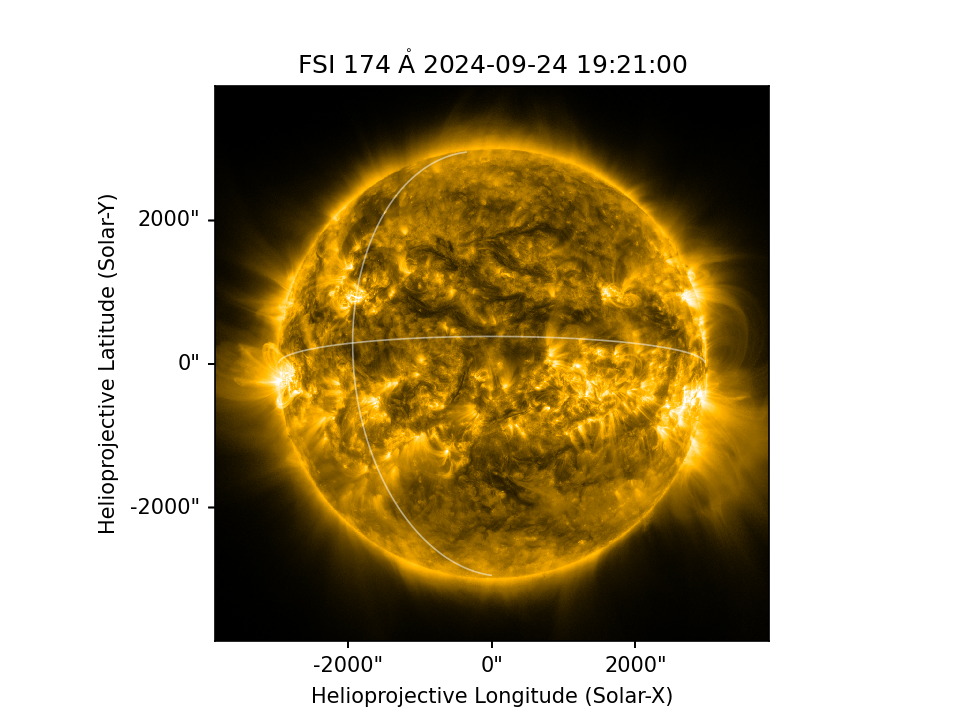 FSI 174 Å 2024-09-24 19:21:00
2000"
0"
-2000"
Helioprojective Latitude (Solar-Y)
-2000" 0" 2000"
Helioprojective Longitude (Solar-X)